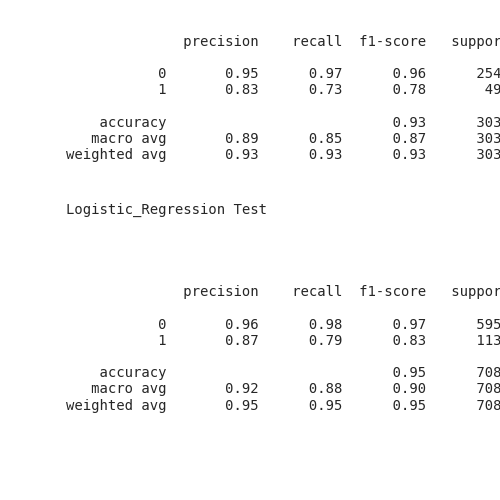 precision recall f1-score suppor
0 0.95 0.97 0.96 254
1 0.83 0.73 0.78 49
accuracy 0.93 303
macro avg 0.89 0.85 0.87 303
weighted avg 0.93 0.93 0.93 303
Logistic_Regression Test
precision recall f1-score suppor
0 0.96 0.98 0.97 595
1 0.87 0.79 0.83 113
accuracy 0.95 708
macro avg 0.92 0.88 0.90 708
weighted avg 0.95 0.95 0.95 708